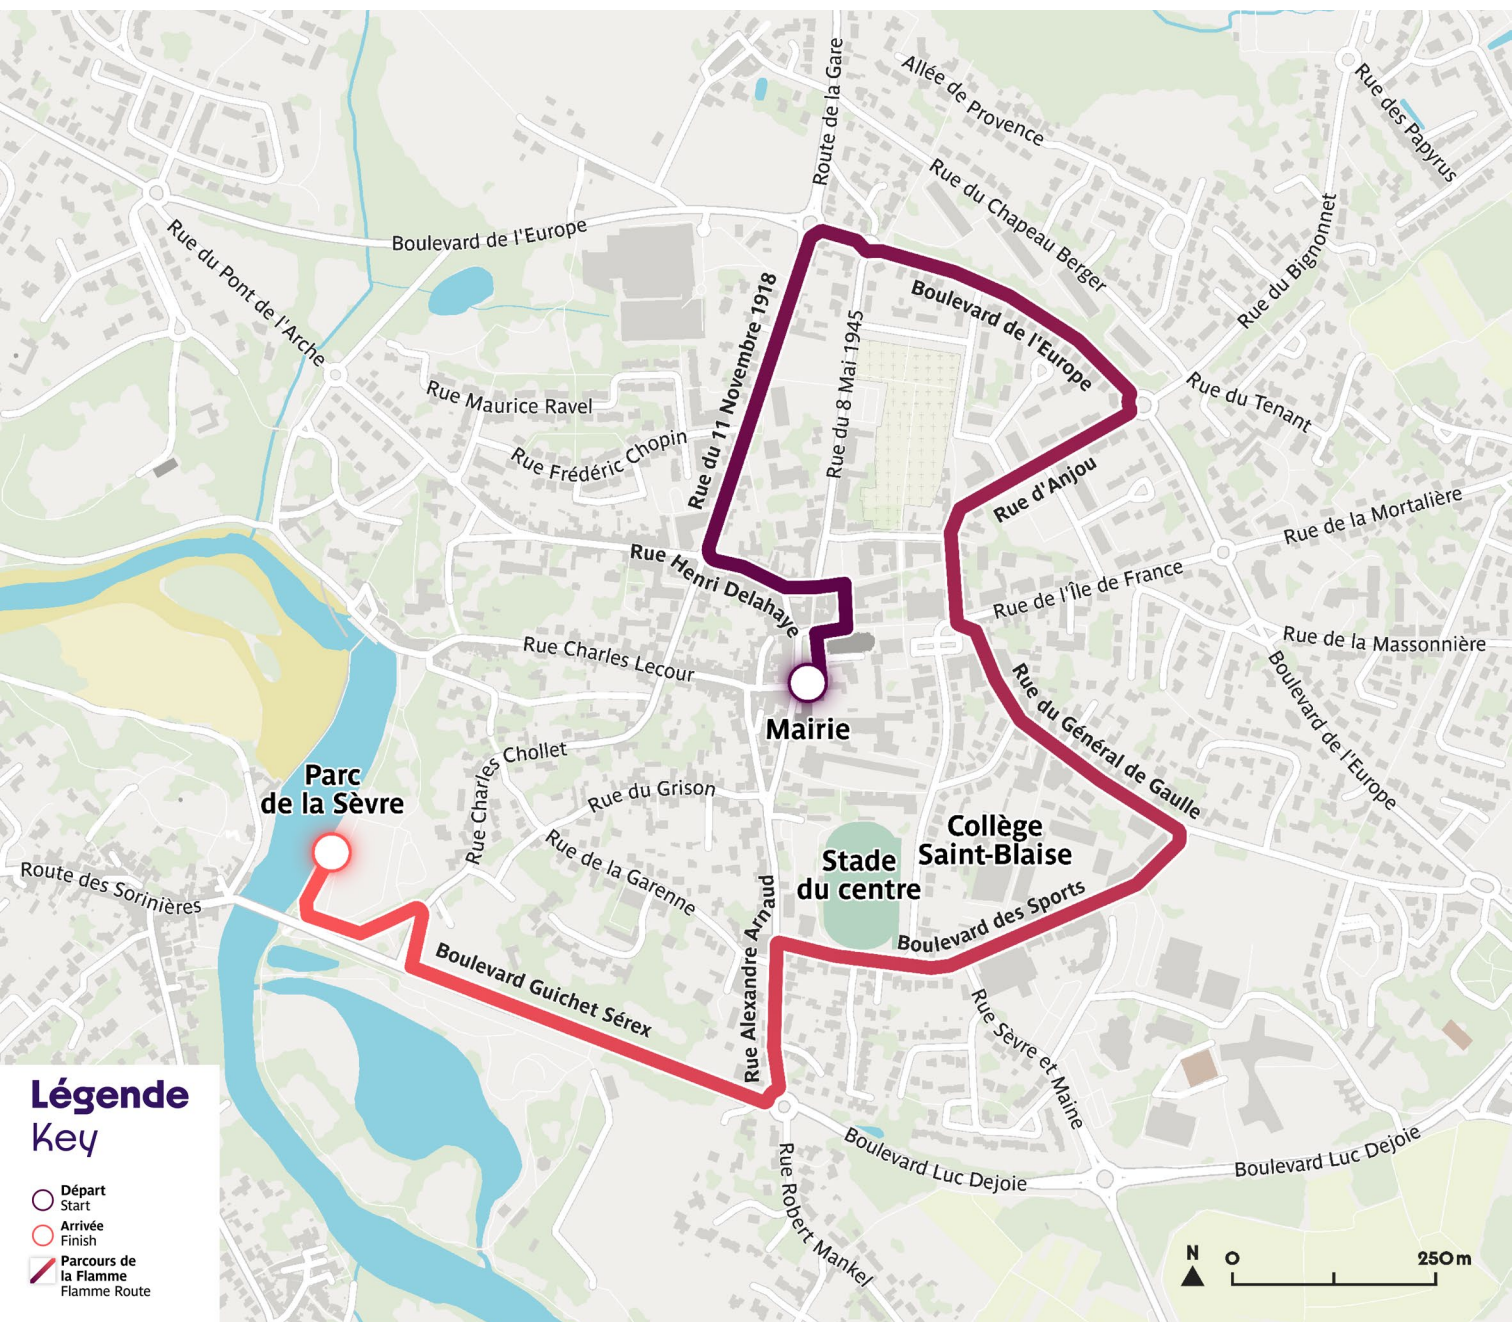 Route de la Gare
Allée de Provence
Rue des Papyrus
Rue du Chapeau Berger
Rue du Bignonnet
Boulevard de l'Europe
Rue du Pont de l'Arche
Rue du 11 Novembre 1918
Boulevard de l'Europe
Rue du 8 Mai 1945
Rue Maurice Ravel
Rue du Tenant
Rue Frédéric Chopin
Rue d'Anjou
Rue de la Mortalière
Rue Henri Delahaye
Rue de l'Île de France
Rue Charles Lecour
Rue de la Massonnière
Boulevard de l'Europe
Rue du Général de Gaulle
Mairie
Rue Charles Chollet
Parc
de la Sèvre
Rue du Grison
Collège
Saint-Blaise
Stade
du centre
Rue de la Garenne
Route des Sorinières
Boulevard des Sports
Rue Alexandre Arnaud
Boulevard Guichet Sérex
Rue Sèvre et Maine
Boulevard Luc Dejoie
Boulevard Luc Dejoie
Rue Robert Mankel
Légende
Key
Départ
Start
Arrivée
Finish
Parcours de
la Flamme
Flamme Route
N 0 250m